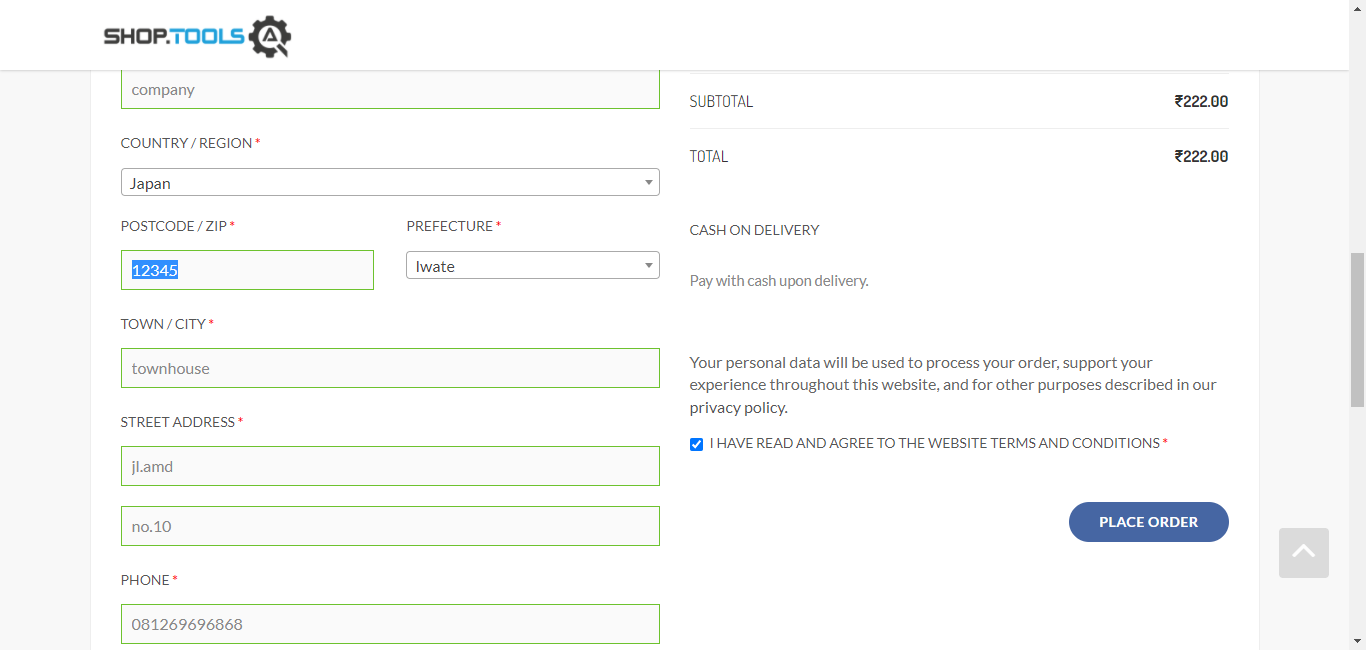 SHOP.TOOLS
company
COUNTRY / REGION *
Japan
POSTCODE / ZIP *
PREFECTURE *
12345
Iwate
TOWN / CITY *
townhouse
STREET ADDRESS *
jl.amd
no.10
PHONE *
081269696868
SUBTOTAL ₹222.00
TOTAL ₹222.00
CASH ON DELIVERY
Pay with cash upon delivery.
Your personal data will be used to process your order, support your
experience throughout this website, and for other purposes described in our
privacy policy.
I HAVE READ AND AGREE TO THE WEBSITE TERMS AND CONDITIONS *
PLACE ORDER